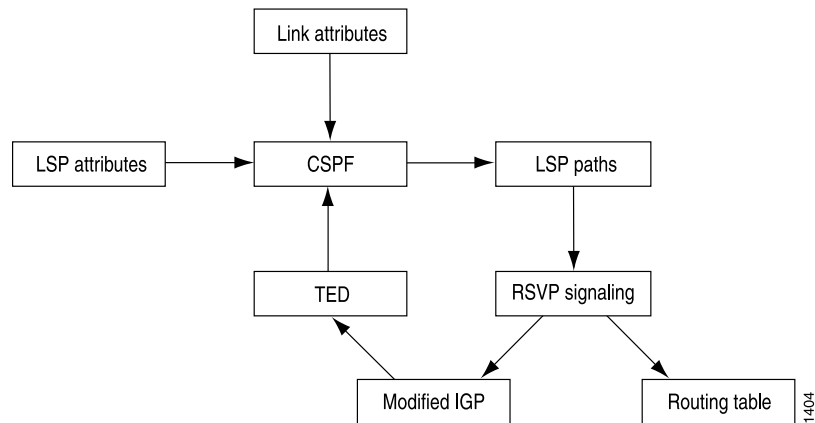 Link attributes
LSP attributes
CSPF
LSP paths
TED
RSVP signaling
Modified IGP
Routing table
1404